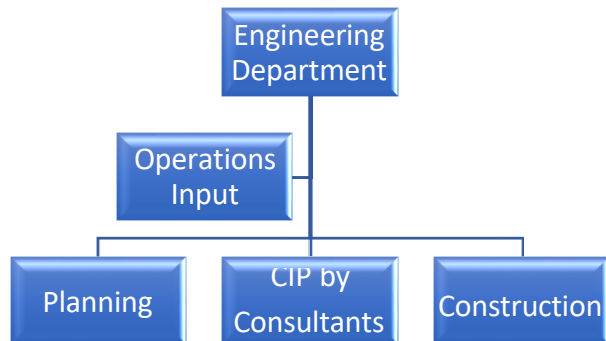 Engineering
Department
Operations
Input
Planning
CIP by
Consultants
Construction